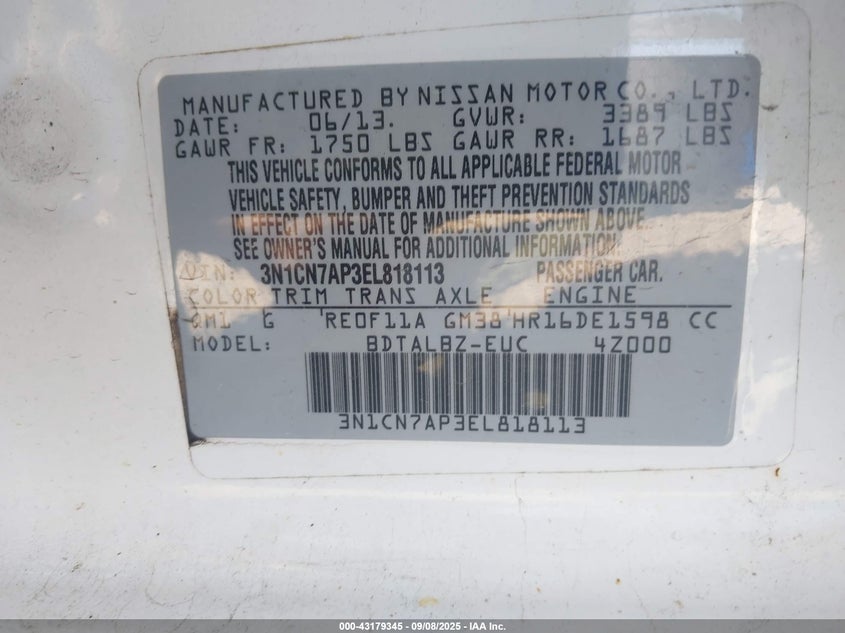 MANUFACTURED BY NISSAN MOTOR CO., LTD.
DATE: 06/13. GVWR: 3389 LBS
GAWR FR: 1750 LBS GAWR RR: 1687 LBS
THIS VEHICLE CONFORMS TO ALL APPLICABLE FEDERAL MOTOR
VEHICLE SAFETY, BUMPER AND THEFT PREVENTION STANDARDS
IN EFFECT ON THE DATE OF MANUFACTURE SHOWN ABOVE.
SEE OWNER'S MANUAL FOR ADDITIONAL INFORMATION.
VIN: 3N1CN7AP3EL818113 PASSENGER CAR.
COLOR TRIM TRANS AXLE ENGINE
QM1 G RE0F11A GM38 HR16DE1598 CC
MODEL: BDTALBZ-EUC 4Z000
3N1CN7AP3EL818113
000-43179345 - 09/08/2025 - IAA Inc.